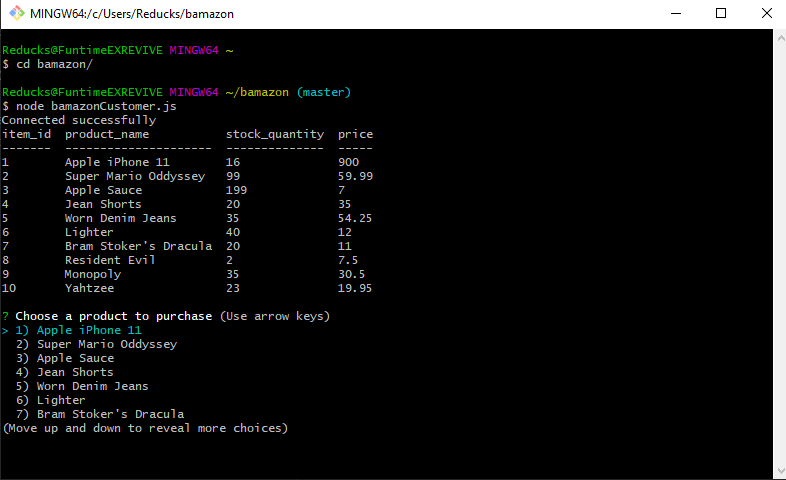 MINGW64:/c/Users/Reducks/bamazon
Reducks@FuntimeEXREVIVE MINGW64 ~
$ cd bamazon/
Reducks@FuntimeEXREVIVE MINGW64 ~/bamazon (master)
$ node bamazonCustomer.js
Connected successfully
item_id  product_name           stock_quantity  price
-------  ---------------------  --------------  -----
1        Apple iPhone 11        16              900
2        Super Mario Oddyssey   99              59.99
3        Apple Sauce            199             7
4        Jean Shorts            20              35
5        Worn Denim Jeans       35              54.25
6        Lighter                40              12
7        Bram Stoker's Dracula  20              11
8        Resident Evil          2               7.5
9        Monopoly               35              30.5
10       Yahtzee                23              19.95
? Choose a product to purchase (Use arrow keys)
> 1) Apple iPhone 11
  2) Super Mario Oddyssey
  3) Apple Sauce
  4) Jean Shorts
  5) Worn Denim Jeans
  6) Lighter
  7) Bram Stoker's Dracula
(Move up and down to reveal more choices)